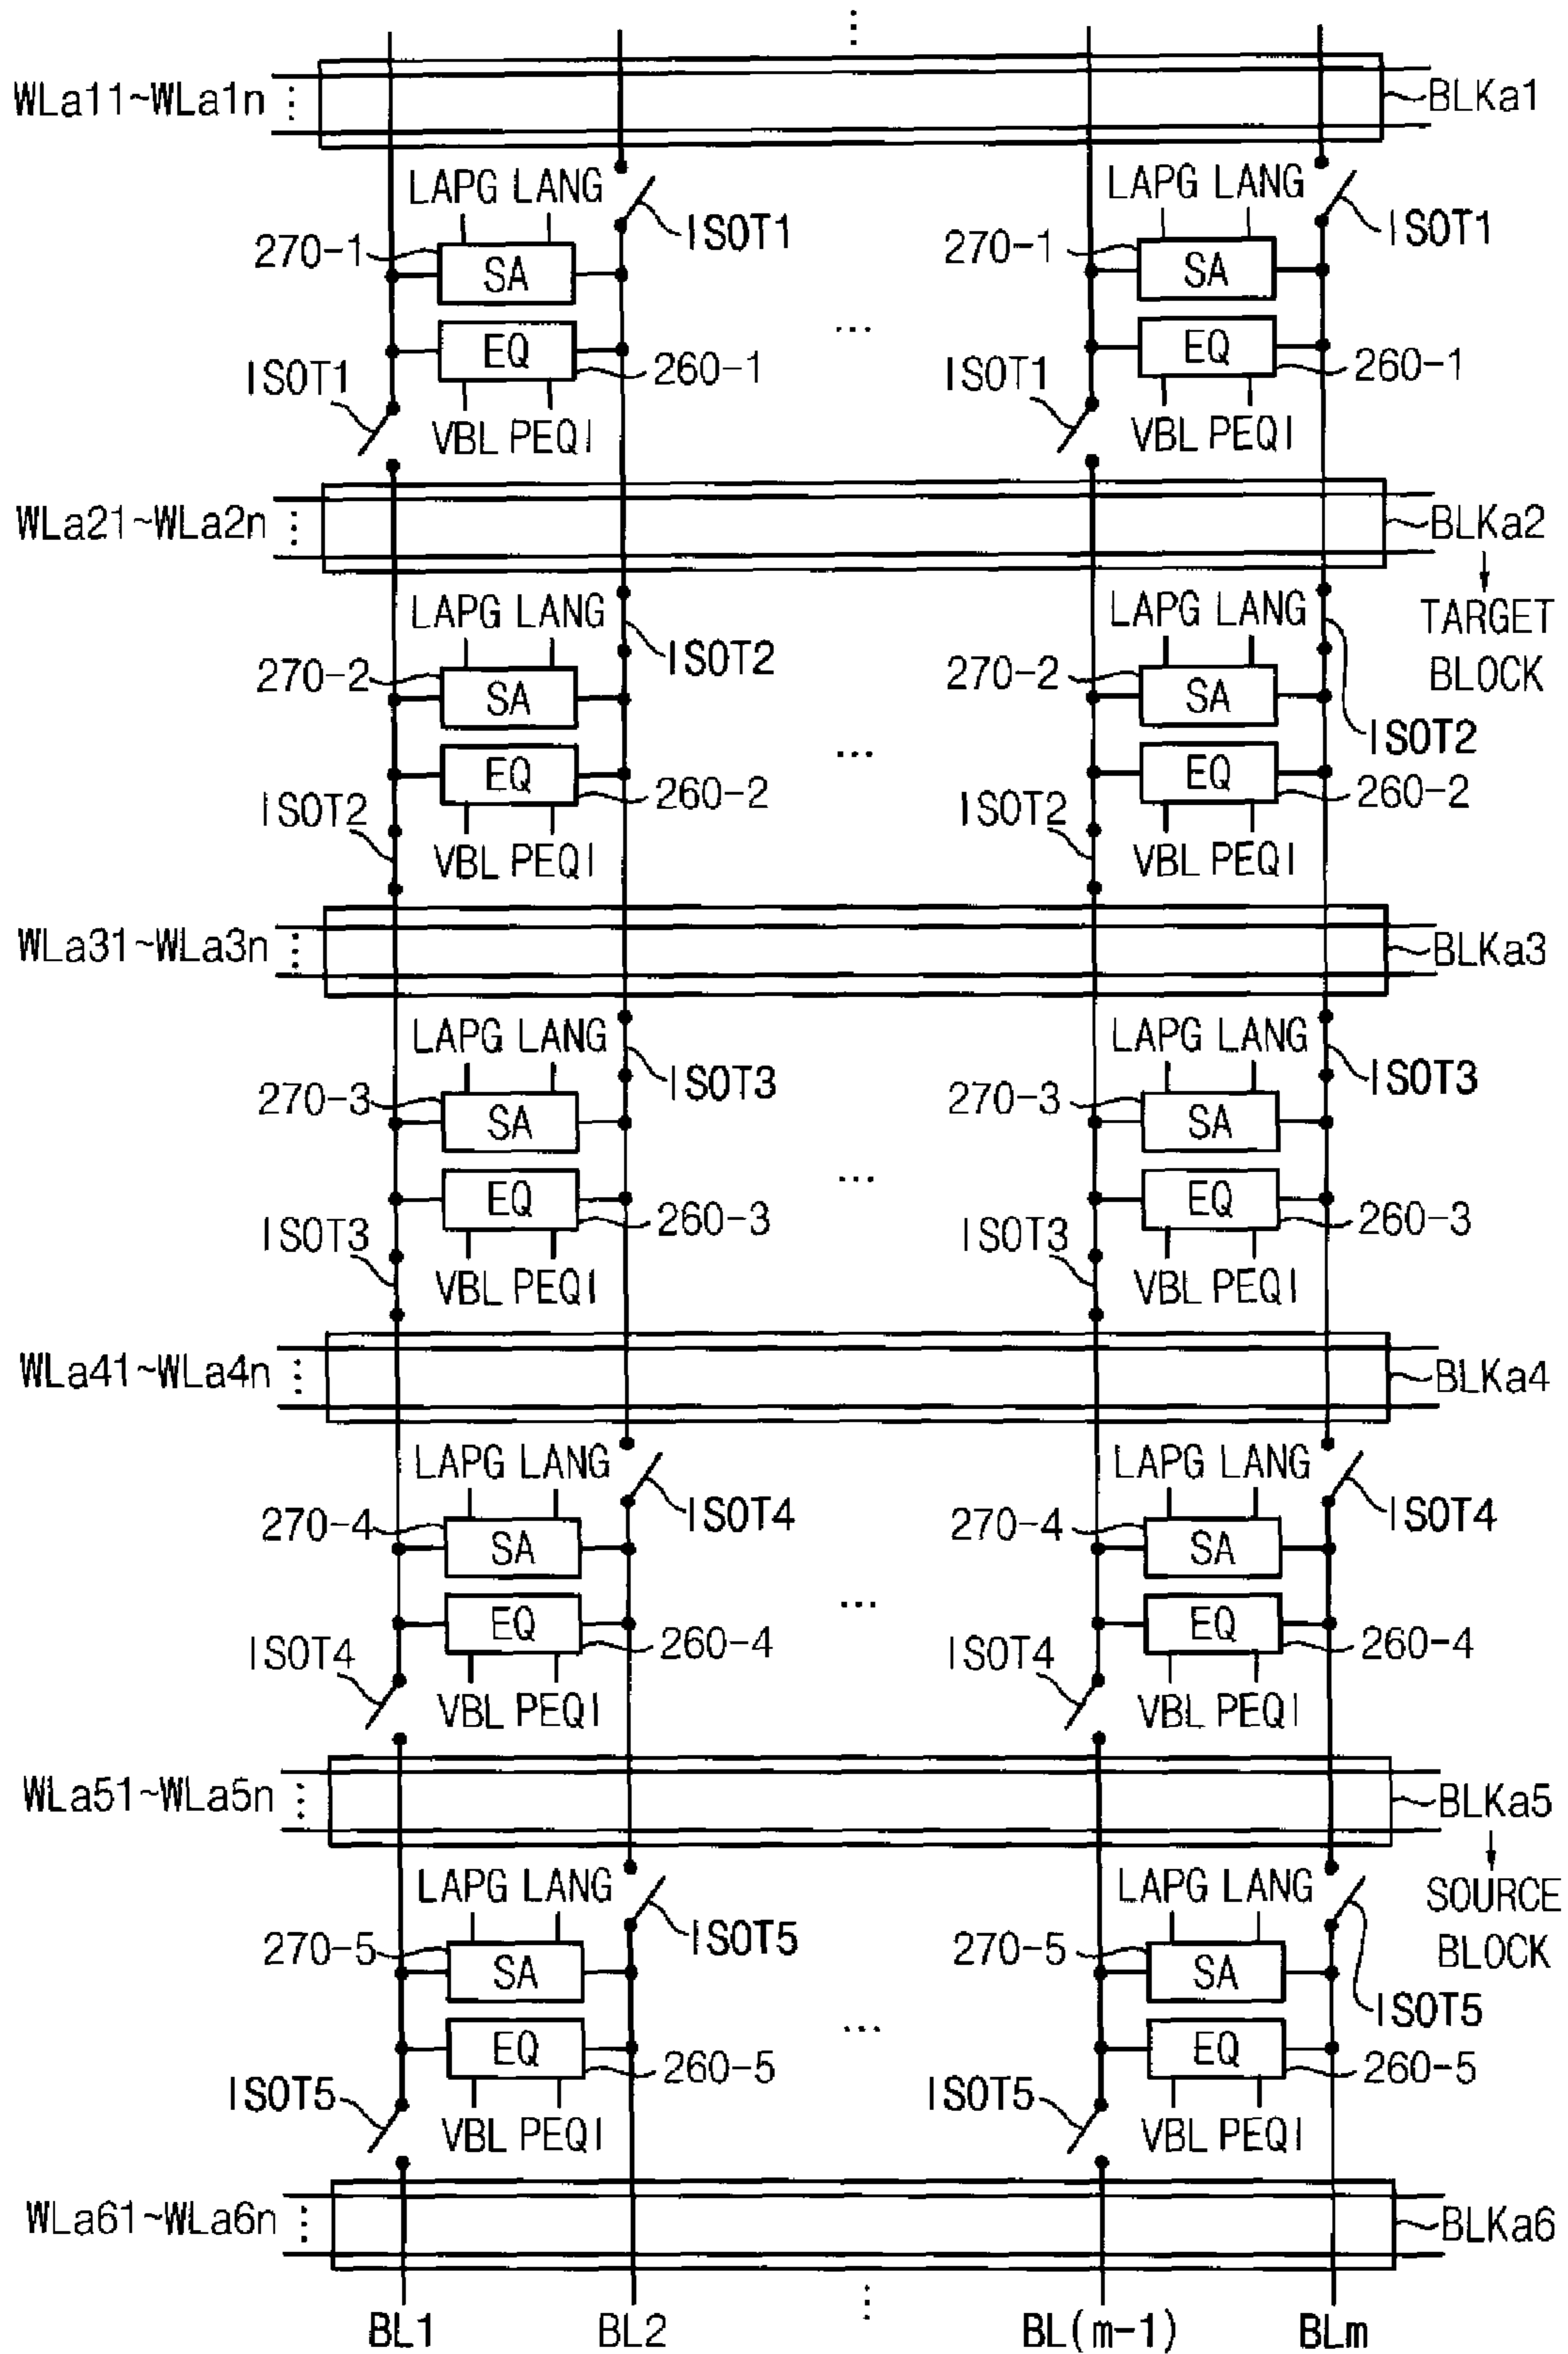 WLa11~WLa1n
BLKa1
LAPG LANG
LAPG LANG
ISOT1
ISOT1
270-1
SA
270-1
SA
EQ
260-1
EQ
260-1
ISOT1
ISOT1
VBL PEQI
VBL PEQI
WLa21~WLa2n
BLKa2
TARGET
BLOCK
LAPG LANG
LAPG LANG
ISOT2
270-2
SA
270-2
SA
ISOT2
EQ
260-2
EQ
260-2
ISOT2
ISOT2
VBL PEQI
VBL PEQI
WLa31~WLa3n
BLKa3
LAPG LANG
LAPG LANG
ISOT3
ISOT3
270-3
SA
270-3
SA
EQ
260-3
EQ
260-3
ISOT3
ISOT3
VBL PEQI
VBL PEQI
WLa41~WLa4n
BLKa4
LAPG LANG
LAPG LANG
ISOT4
ISOT4
270-4
SA
270-4
SA
EQ
260-4
EQ
260-4
ISOT4
ISOT4
VBL PEQI
VBL PEQI
WLa51~WLa5n
BLKa5
SOURCE
BLOCK
LAPG LANG
LAPG LANG
ISOT5
270-5
SA
270-5
SA
ISOT5
EQ
260-5
EQ
260-5
ISOT5
ISOT5
VBL PEQI
VBL PEQI
WLa61~WLa6n
BLKa6
BL1
BL2
BL(m-1)
BLm